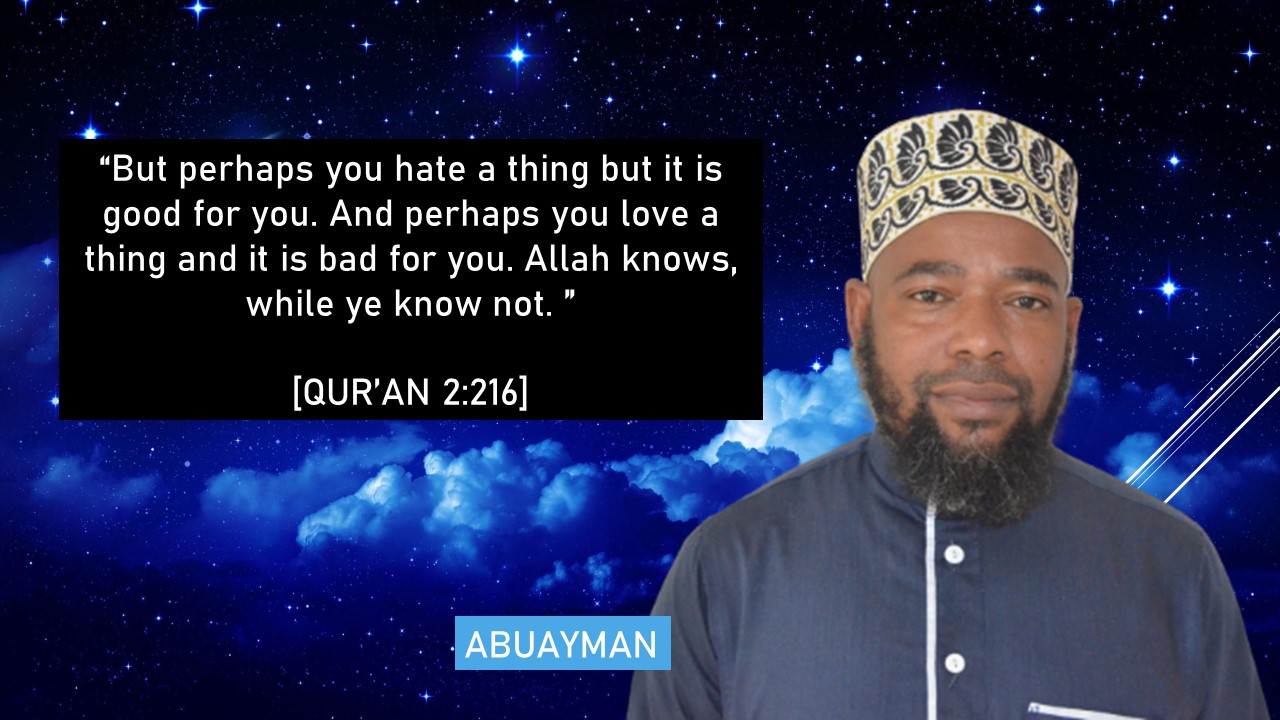 “But perhaps you hate a thing but it is
good for you. And perhaps you love a
thing and it is bad for you. Allah knows,
while ye know not. ”
[QUR’AN 2:216]
ABUAYMAN